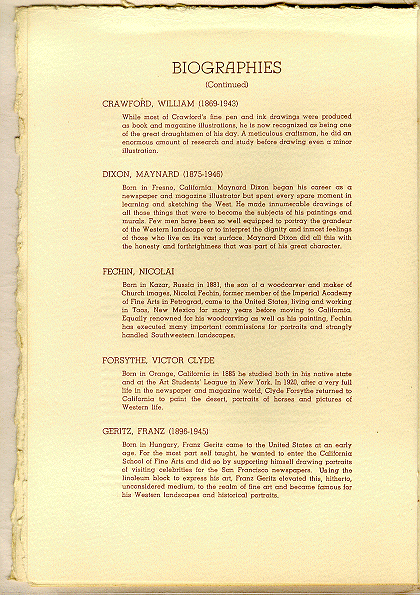 BIOGRAPHIES
(Continued)
CRAWFORD, WILLIAM (1869-1943)
While most of Crawford's fine pen and ink drawings were produced
as book and magazine illustrations, he is now recognized as being one
of the great draughtsmen of his day. A meticulous craftsman, he did an
enormous amount of research and study before drawing even a minor
illustration.
DIXON, MAYNARD (1875-1946)
Born in Fresno, California. Maynard Dixon began his career as a
newspaper and magazine illustrator but spent every spare moment in
learning and sketching the West. He made innumerable drawings of
all those things that were to become the subjects of his paintings and
murals. Few men have been so well equipped to portray the grandeur
of the Western landscape or to interpret the dignity and inmost feelings
of those who live on its vast surface. Maynard Dixon did all this with
the honesty and forthrightness that was part of his great character.
FECHIN, NICOLAI
Born in Kazar, Russia in 1881, the son of a woodcarver and maker of
Church images, Nicolai Fechin, former member of the Imperial Academy
of Fine Arts in Petrograd, came to the United States, living and working
in Taos, New Mexico for many years before moving to California.
Equally renowned for his woodcarving as well as his painting, Fechin
has executed many important commissions for portraits and strongly
handled Southwestern landscapes.
FORSYTHE, VICTOR CLYDE
Born in Orange, California in 1885 he studied both in his native state
and at the Art Students' League in New York. In 1920, after a very full
life in the newspaper and magazine world, Clyde Forsythe returned to
California to paint the desert, portraits of horses and pictures of
Western life.
GERITZ, FRANZ (1896-1945)
Born in Hungary, Franz Geritz came to the United States at an early
age. For the most part self taught, he wanted to enter the California
School of Fine Arts and did so by supporting himself drawing portraits
of visiting celebrities for the San Francisco newspapers. Using the
linoleum block to express his art, Franz Geritz elevated this, hitherto,
unconsidered medium, to the realm of fine art and became famous for
his Western landscapes and historical portraits.